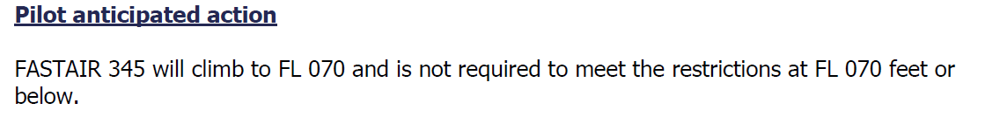 Pilot anticipated action
FASTAIR 345 will climb to FL 070 and is not required to meet the restrictions at FL 070 feet or
below.